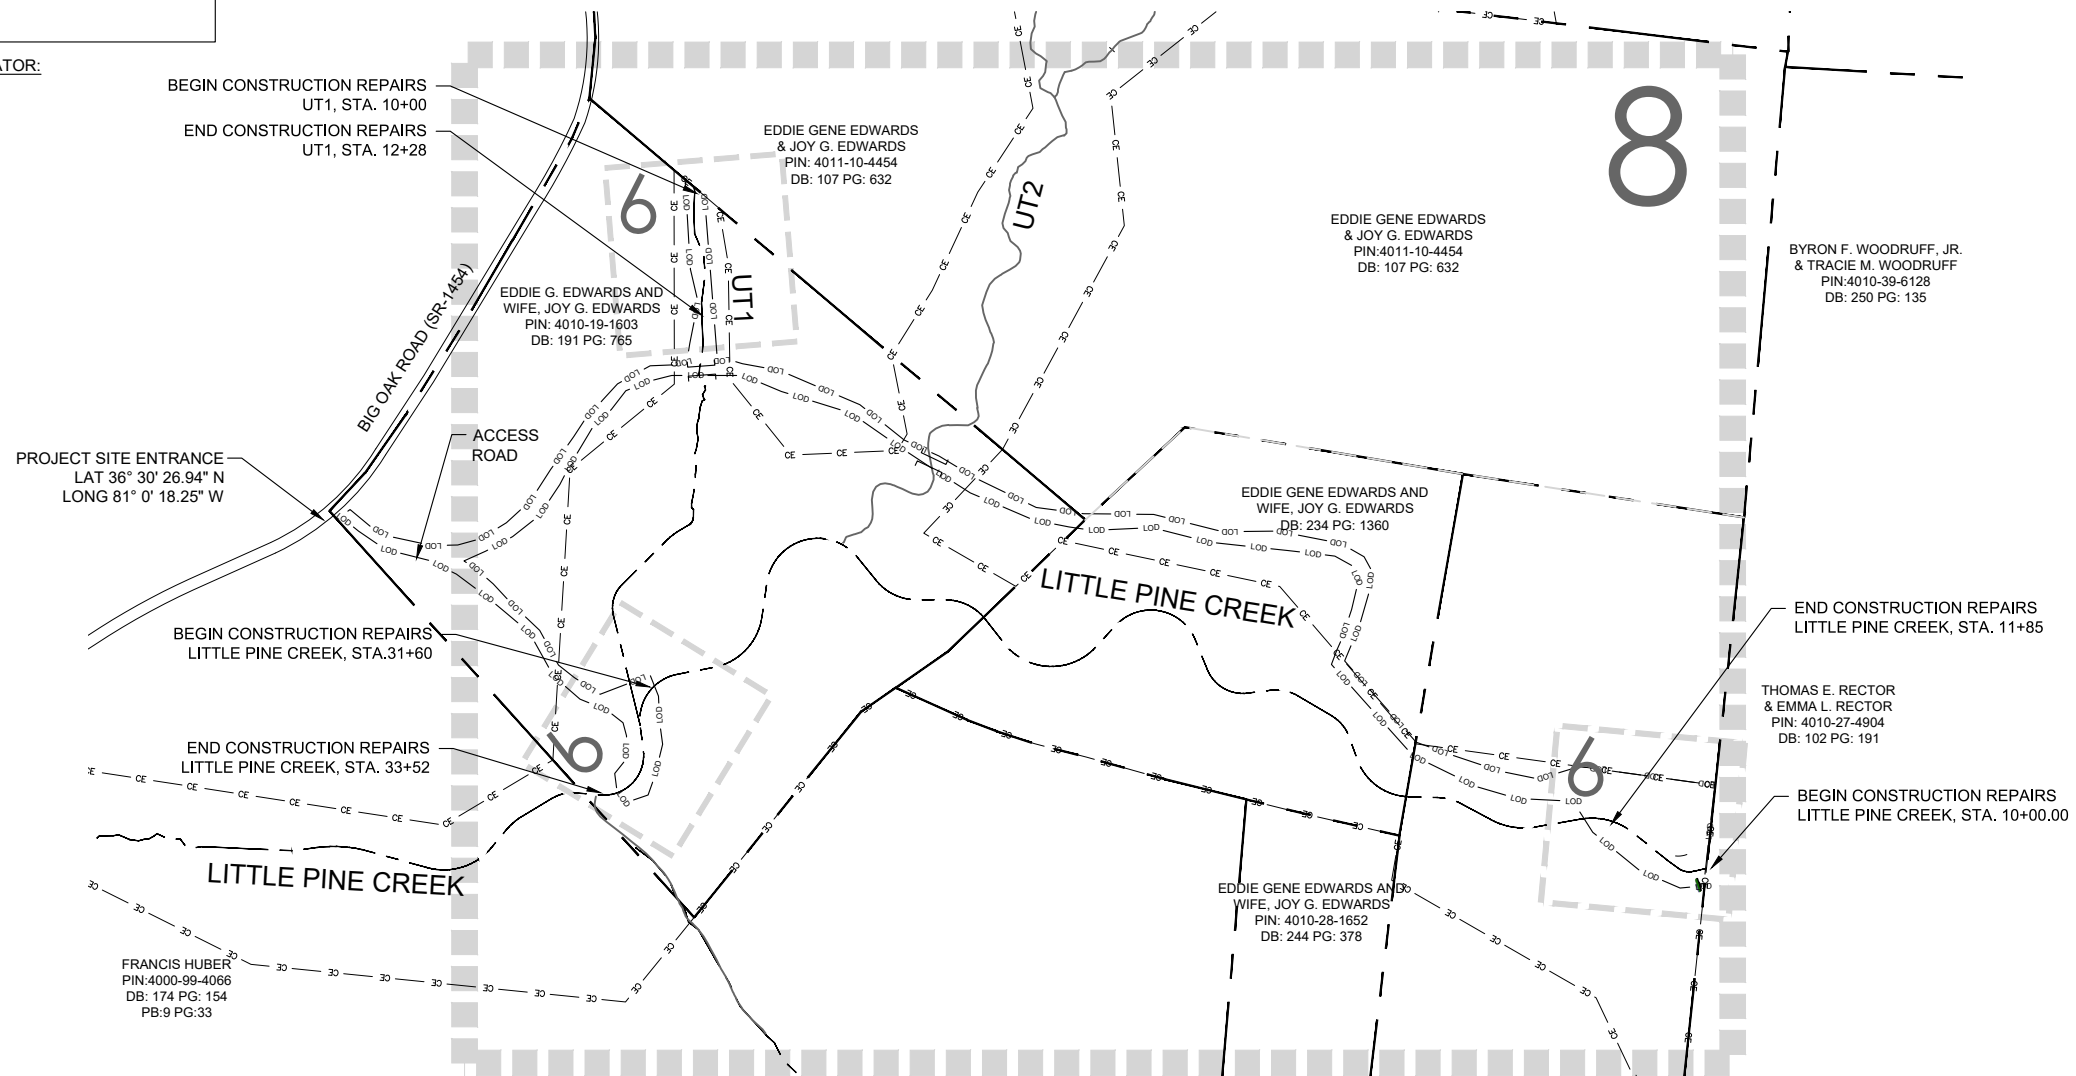 ATOR:
BEGIN CONSTRUCTION REPAIRS
UT1, STA. 10+00
END CONSTRUCTION REPAIRS
UT1, STA. 12+28
EDDIE GENE EDWARDS
& JOY G. EDWARDS
PIN: 4011-10-4454
DB: 107 PG: 632
8
6
UT2
EDDIE GENE EDWARDS
& JOY G. EDWARDS
PIN:4011-10-4454
DB: 107 PG: 632
BYRON F. WOODRUFF, JR.
& TRACIE M. WOODRUFF
PIN:4010-39-6128
DB: 250 PG: 135
UT1
EDDIE G. EDWARDS AND
WIFE, JOY G. EDWARDS
PIN: 4010-19-1603
DB: 191 PG: 765
BIG OAK ROAD (SR-1454)
ACCESS
ROAD
PROJECT SITE ENTRANCE
LAT 36° 30' 26.94" N
LONG 81° 0' 18.25" W
EDDIE GENE EDWARDS AND
WIFE, JOY G. EDWARDS
DB: 234 PG: 1360
LITTLE PINE CREEK
BEGIN CONSTRUCTION REPAIRS
LITTLE PINE CREEK, STA.31+60
END CONSTRUCTION REPAIRS
LITTLE PINE CREEK, STA. 11+85
THOMAS E. RECTOR
& EMMA L. RECTOR
PIN: 4010-27-4904
DB: 102 PG: 191
END CONSTRUCTION REPAIRS
LITTLE PINE CREEK, STA. 33+52
6
6
BEGIN CONSTRUCTION REPAIRS
LITTLE PINE CREEK, STA. 10+00.00
LITTLE PINE CREEK
EDDIE GENE EDWARDS AND
WIFE, JOY G. EDWARDS
PIN: 4010-28-1652
DB: 244 PG: 378
FRANCIS HUBER
PIN:4000-99-4066
DB: 174 PG: 154
PB:9 PG:33
CE
LOD